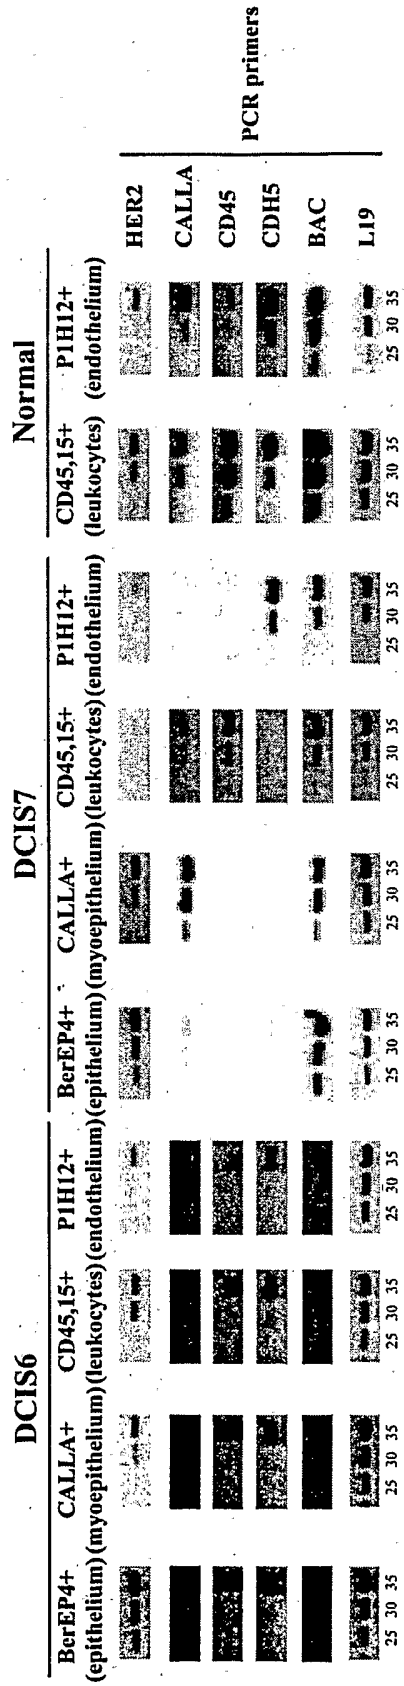 DCIS6 DCIS7 Normal
BerEP4+ CALLA+ CD45,15+ P1H12+ BerEP4+ CALLA+ CD45,15+ P1H12+ CD45,15+ P1H12+
(epithelium) (myoepithelium) (leukocytes) (endothelium) (epithelium) (myoepithelium) (leukocytes) (endothelium) (leukocytes) (endothelium)
HER2
CALLA
CD45
CDH5
BAC
L19
PCR primers
25 30 35 25 30 35 25 30 35 25 30 35 25 30 35 25 30 35 25 30 35 25 30 35 25 30 35 25 30 35